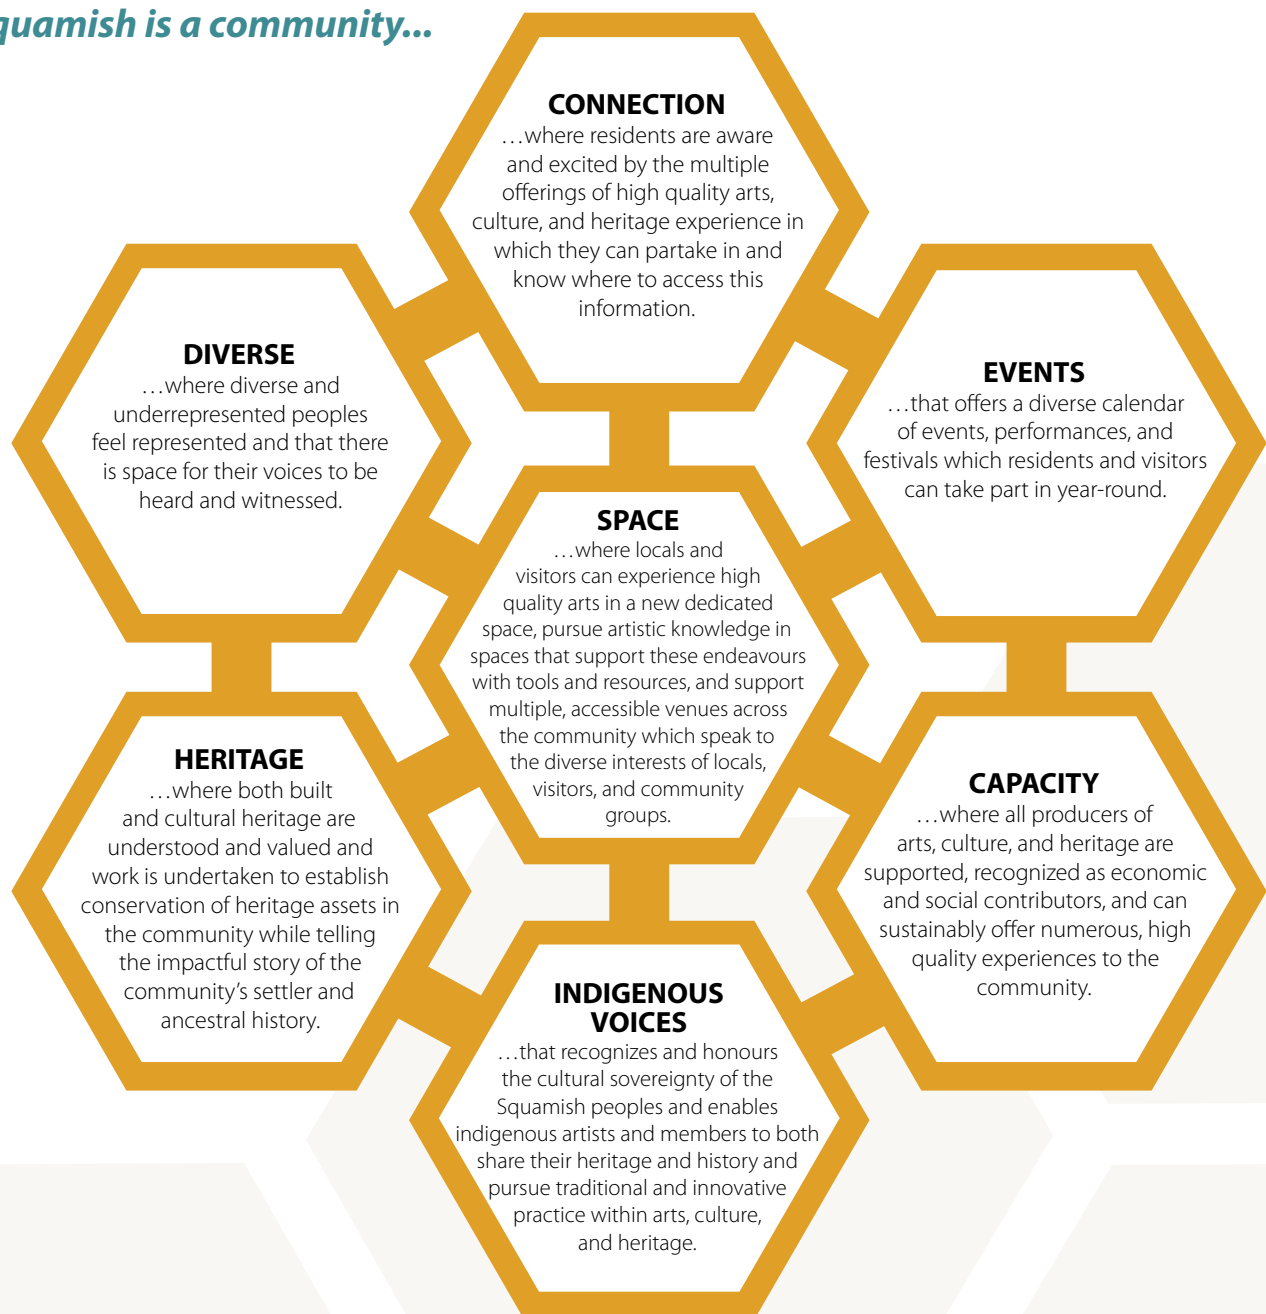 quamish is a community...
CONNECTION
…where residents are aware
and excited by the multiple
offerings of high quality arts,
culture, and heritage experience in
which they can partake in and
know where to access this
information.
DIVERSE
…where diverse and
underrepresented peoples
feel represented and that there
is space for their voices to be
heard and witnessed.
EVENTS
…that offers a diverse calendar
of events, performances, and
festivals which residents and visitors
can take part in year-round.
SPACE
…where locals and
visitors can experience high
quality arts in a new dedicated
space, pursue artistic knowledge in
spaces that support these endeavours
with tools and resources, and support
multiple, accessible venues across
the community which speak to
the diverse interests of locals,
visitors, and community
groups.
HERITAGE
…where both built
and cultural heritage are
understood and valued and
work is undertaken to establish
conservation of heritage assets in
the community while telling
the impactful story of the
community’s settler and
ancestral history.
CAPACITY
…where all producers of
arts, culture, and heritage are
supported, recognized as economic
and social contributors, and can
sustainably offer numerous, high
quality experiences to the
community.
INDIGENOUS
VOICES
…that recognizes and honours
the cultural sovereignty of the
Squamish peoples and enables
indigenous artists and members to both
share their heritage and history and
pursue traditional and innovative
practice within arts, culture,
and heritage.